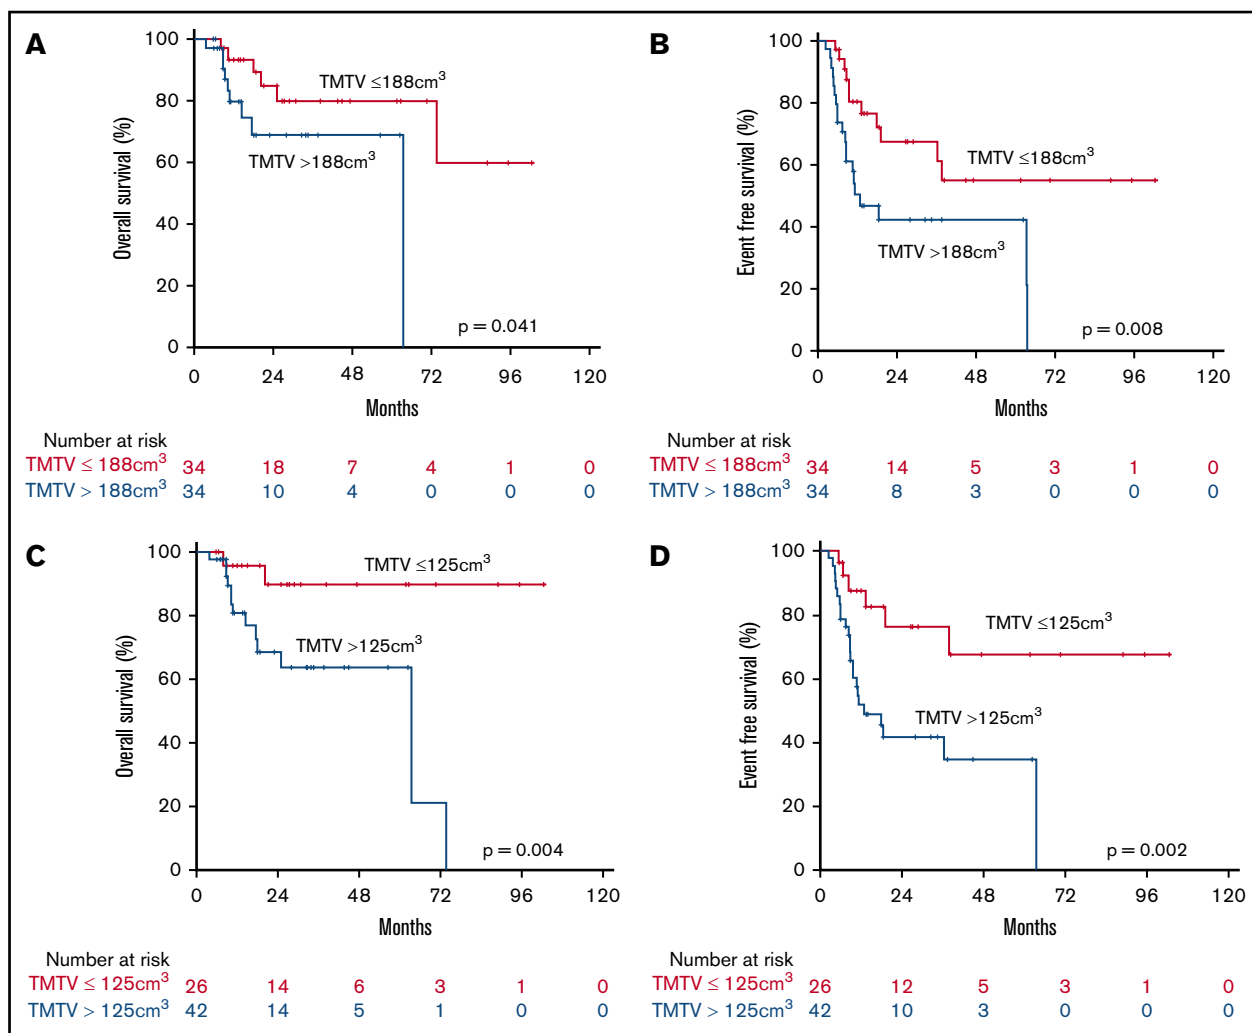 A
Overall survival (%)
100
80
60
40
20
0
TMTV ≤188cm³
TMTV >188cm³
p = 0.041
0 24 48 72 96 120
Months
Number at risk
TMTV ≤ 188cm³ 34 18 7 4 1 0
TMTV > 188cm³ 34 10 4 0 0 0
B
Event free survival (%)
100
80
60
40
20
0
TMTV ≤188cm³
TMTV >188cm³
p = 0.008
0 24 48 72 96 120
Months
Number at risk
TMTV ≤ 188cm³ 34 14 5 3 1 0
TMTV > 188cm³ 34 8 3 0 0 0
C
Overall survival (%)
100
80
60
40
20
0
TMTV ≤125cm³
TMTV >125cm³
p = 0.004
0 24 48 72 96 120
Months
Number at risk
TMTV ≤ 125cm³ 26 14 6 3 1 0
TMTV > 125cm³ 42 14 5 1 0 0
D
Event free survival (%)
100
80
60
40
20
0
TMTV ≤125cm³
TMTV >125cm³
p = 0.002
0 24 48 72 96 120
Months
Number at risk
TMTV ≤ 125cm³ 26 12 5 3 1 0
TMTV > 125cm³ 42 10 3 0 0 0